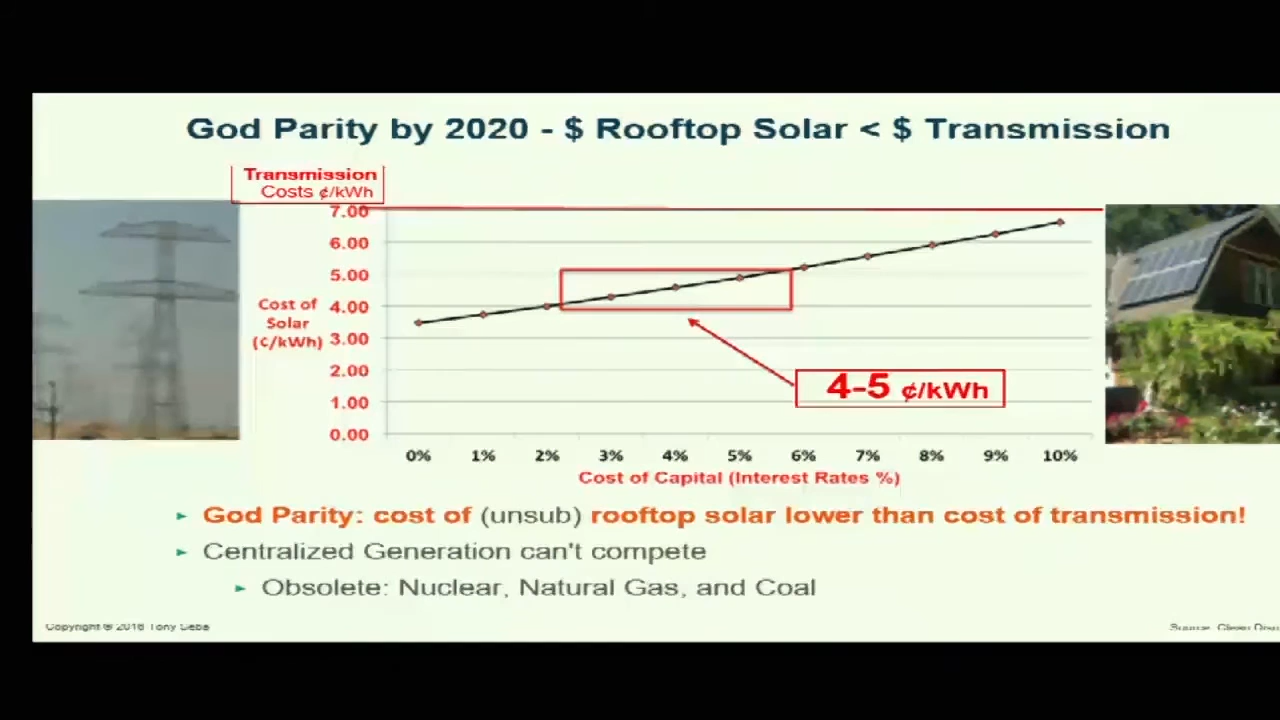 God Parity by 2020 - $ Rooftop Solar < $ Transmission
Transmission
Costs ¢/kWh
7.00
6.00
5.00
4.00
3.00
2.00
1.00
0.00
Cost of
Solar
(¢/kWh)
4-5 ¢/kWh
0% 1% 2% 3% 4% 5% 6% 7% 8% 9% 10%
Cost of Capital (Interest Rates %)
► God Parity: cost of (unsub) rooftop solar lower than cost of transmission!
► Centralized Generation can't compete
► Obsolete: Nuclear, Natural Gas, and Coal
Copyright © 2016 Tony Seba
Source: Clean